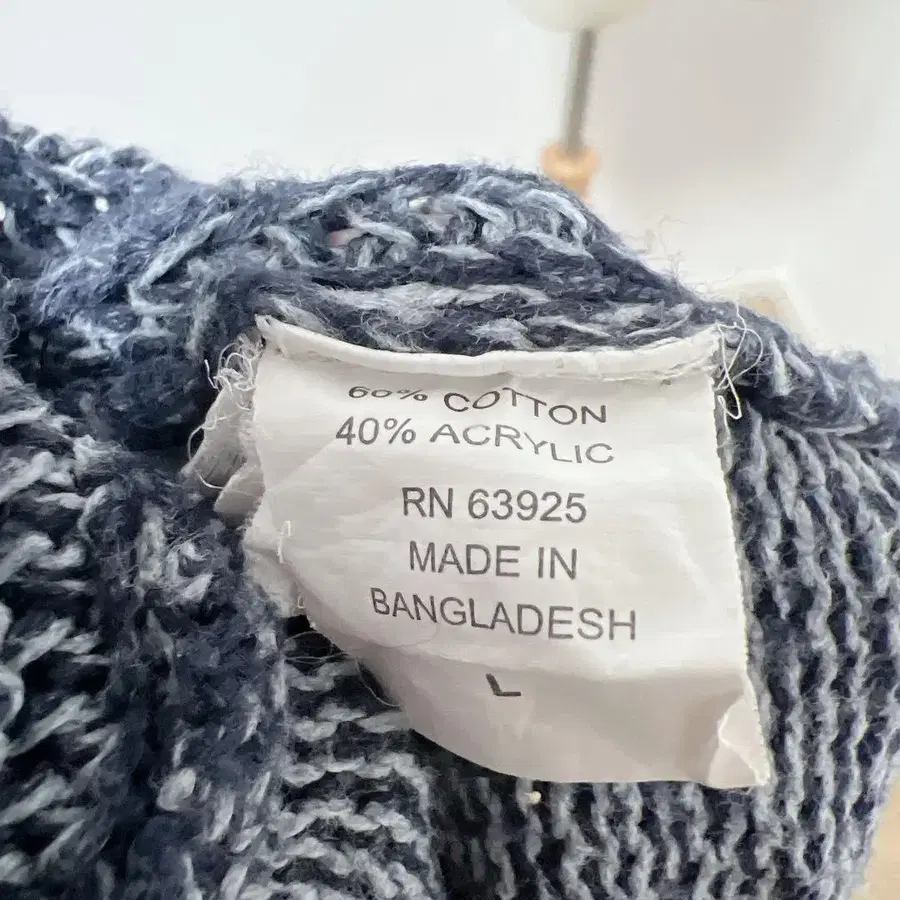 60% COTTON
40% ACRYLIC
RN 63925
MADE IN
BANGLADESH
L